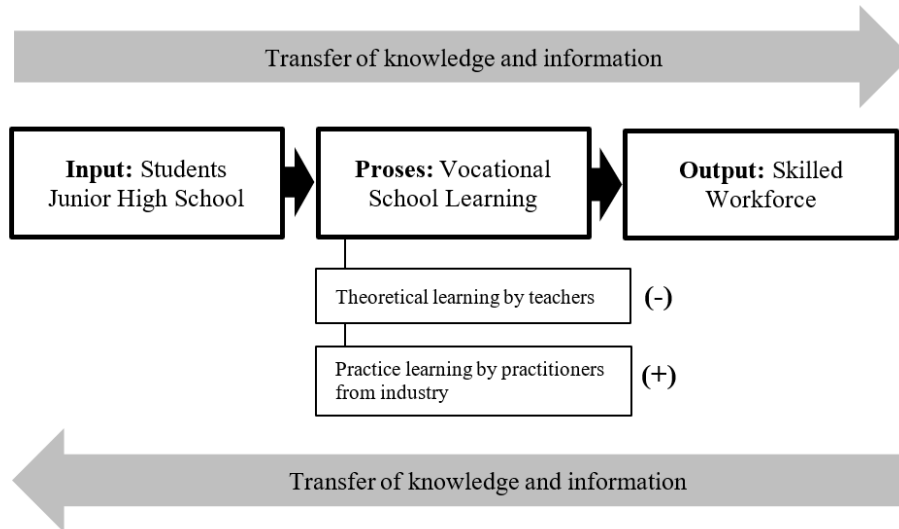 Transfer of knowledge and information
Input: Students
Junior High School
Proses: Vocational
School Learning
Output: Skilled
Workforce
Theoretical learning by teachers
(-)
Practice learning by practitioners
from industry
(+)
Transfer of knowledge and information